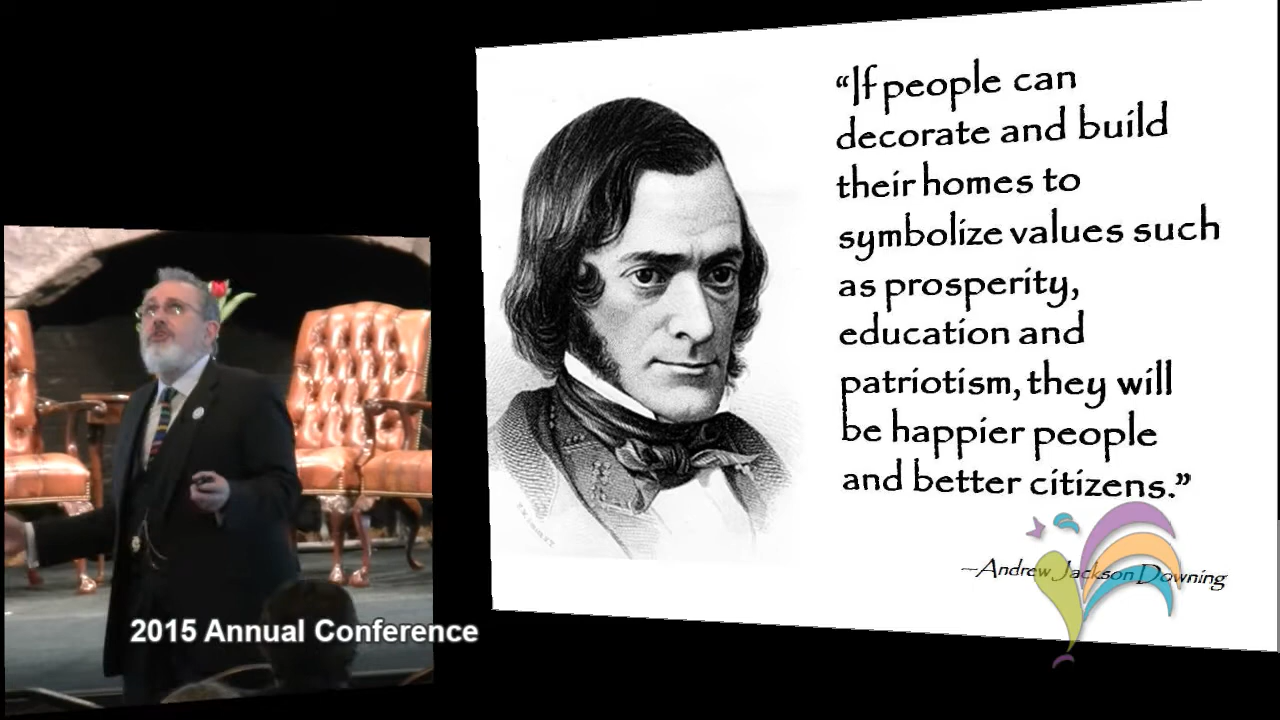 “If people can
decorate and build
their homes to
symbolize values such
as prosperity,
education and
patriotism, they will
be happier people
and better citizens.”
~Andrew Jackson Downing
2015 Annual Conference